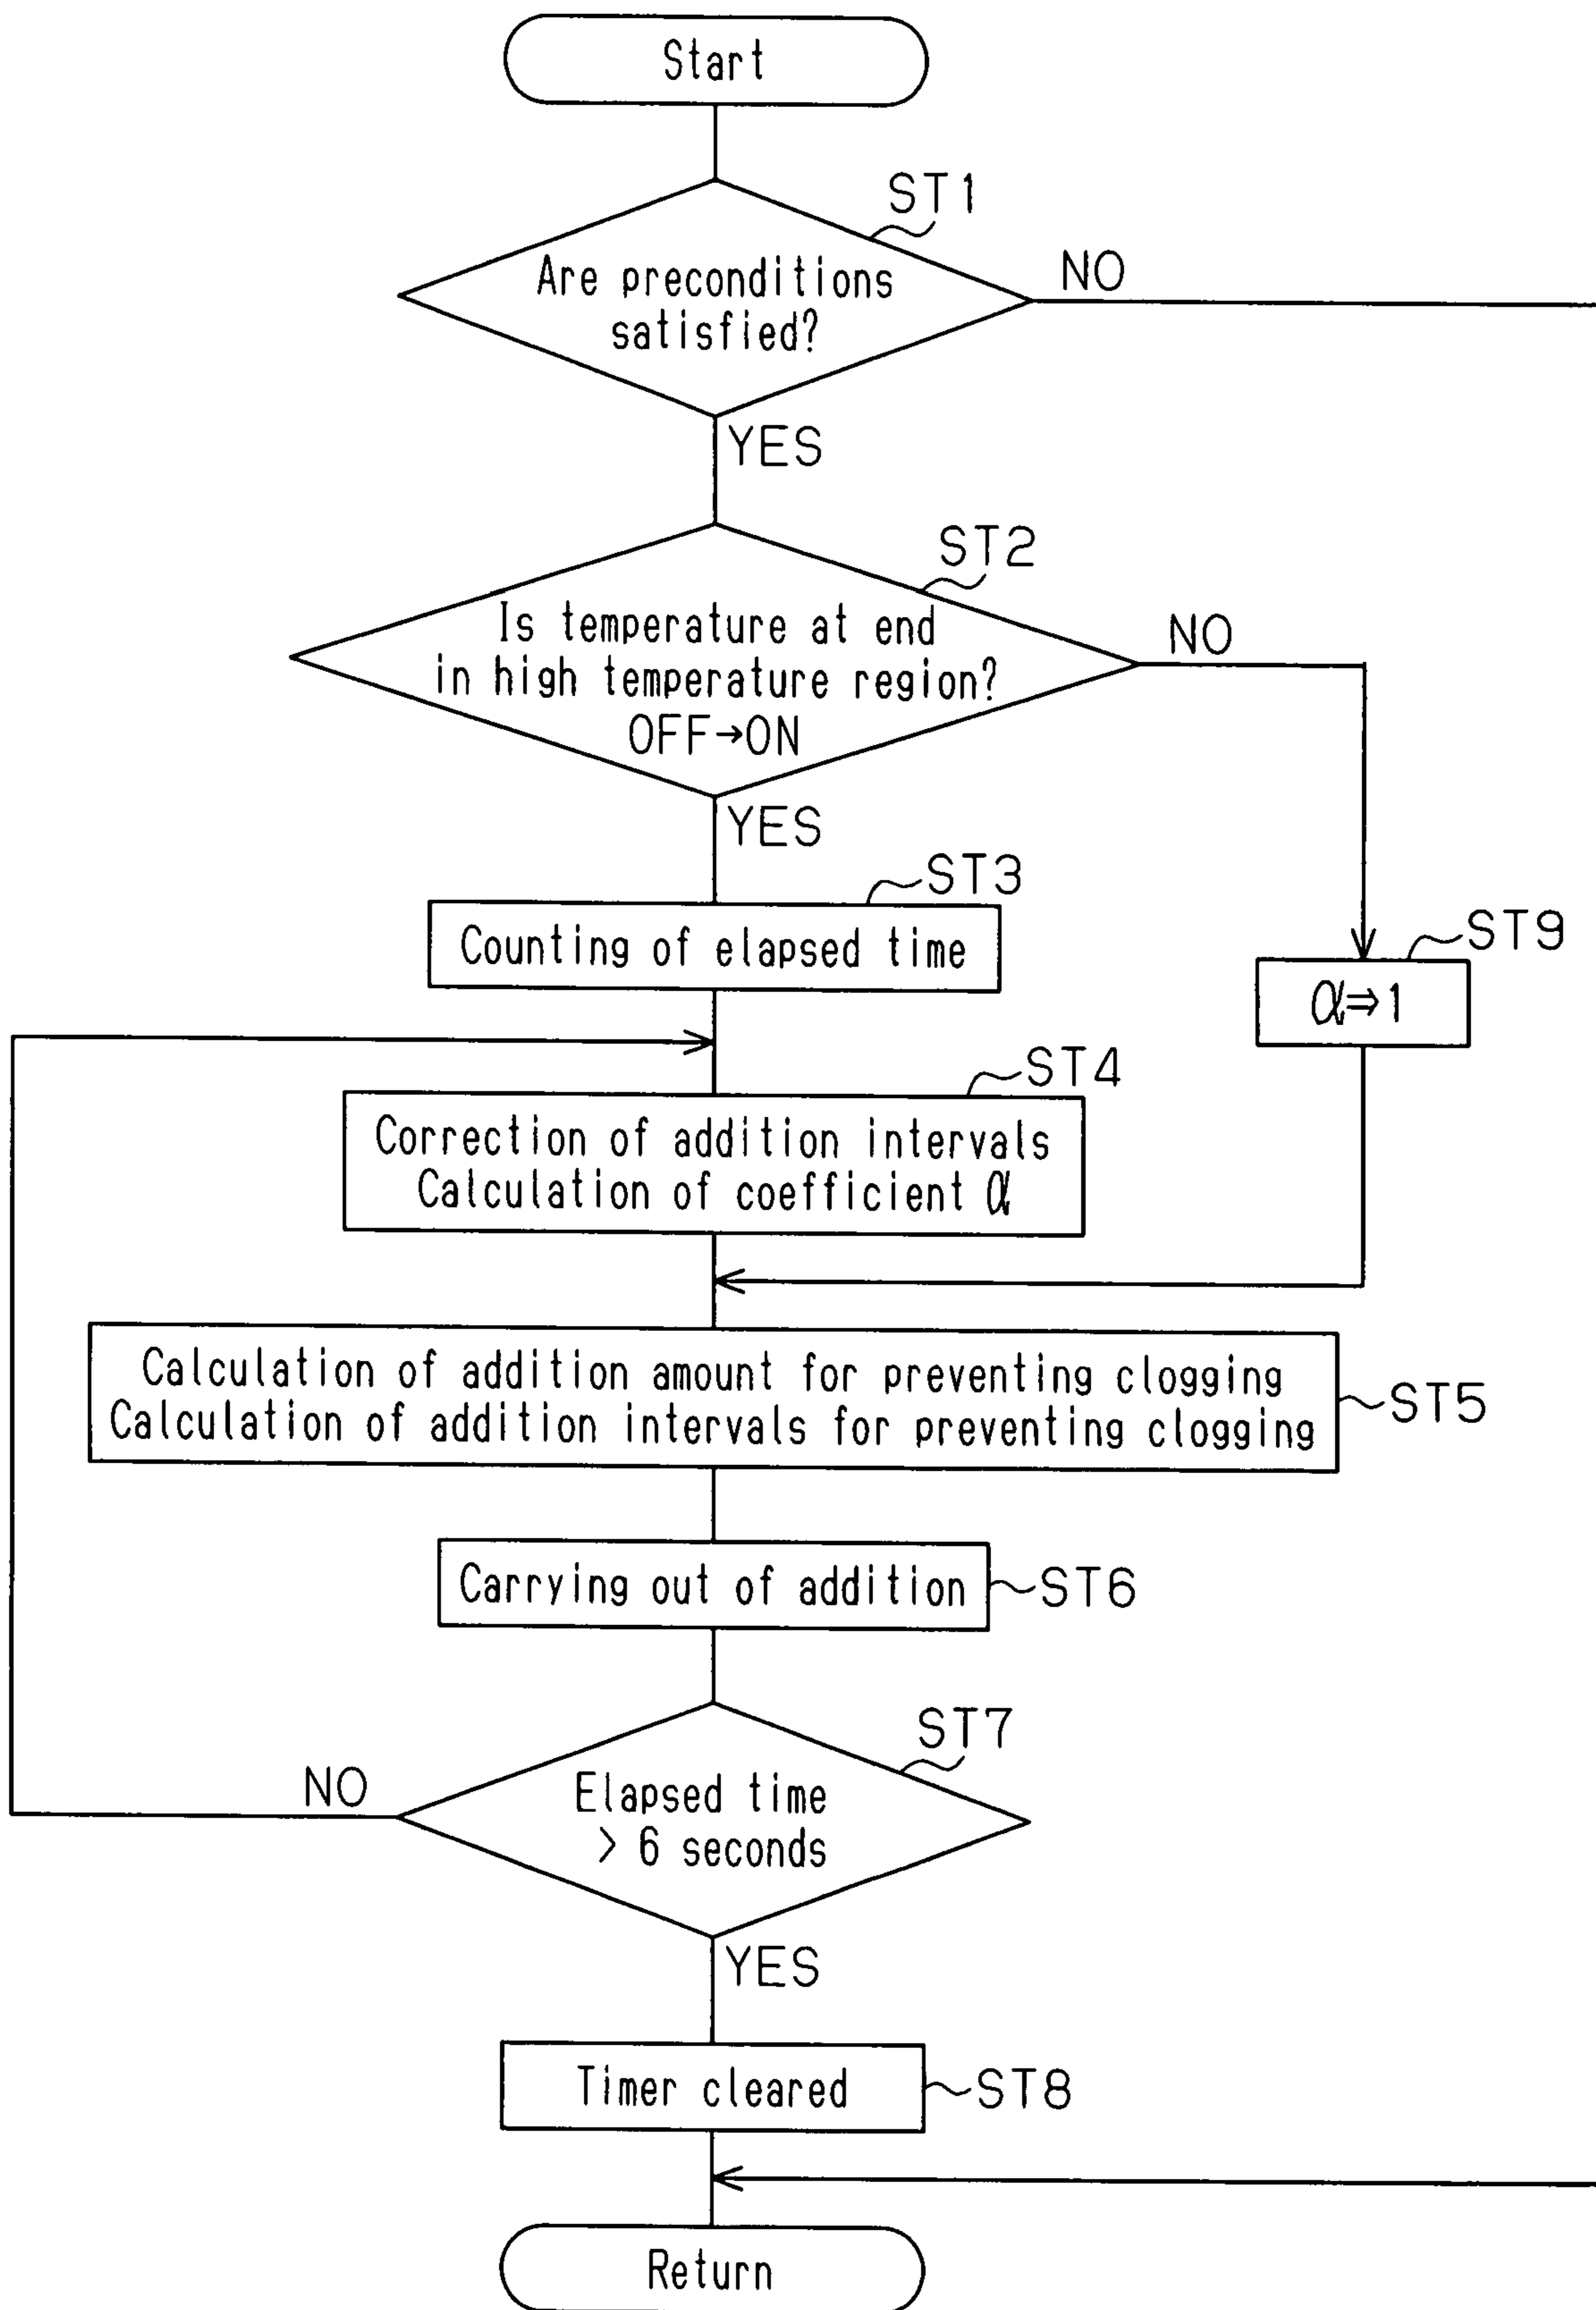 Start
ST1
Are preconditions
satisfied?
NO
YES
ST2
Is temperature at end
in high temperature region?
OFF→ON
NO
YES
ST3
Counting of elapsed time
ST9
α⇒1
ST4
Correction of addition intervals
Calculation of coefficient α
Calculation of addition amount for preventing clogging
Calculation of addition intervals for preventing clogging
ST5
Carrying out of addition
ST6
ST7
Elapsed time
> 6 seconds
NO
YES
Timer cleared
ST8
Return